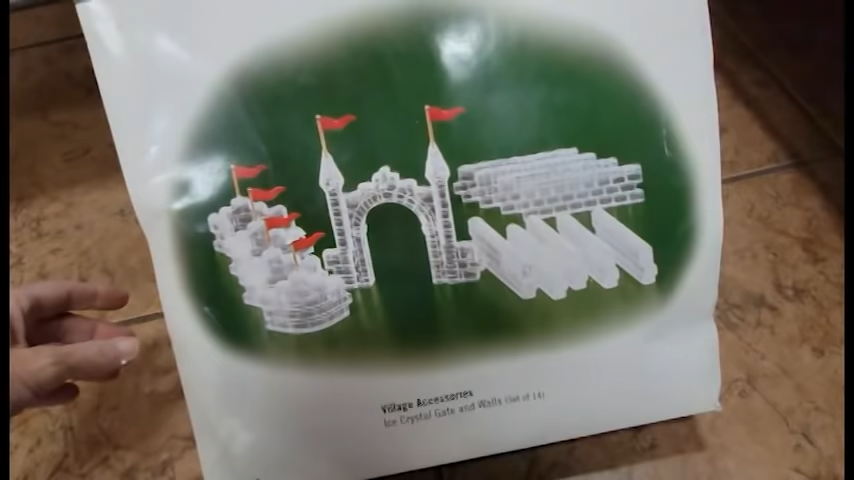 Village Accessories
Ice Crystal Gate and Walls (Set of 14)